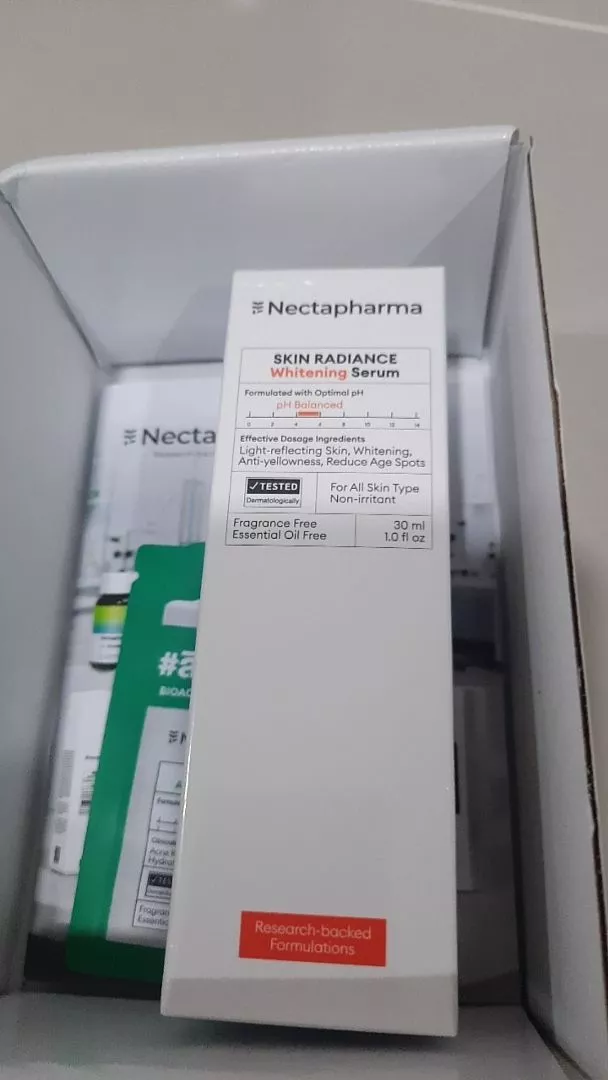 Nectapharma
SKIN RADIANCE
Whitening Serum
Formulated with Optimal pH
pH Balanced
0 2 4 6 8 10 12 14
Effective Dosage Ingredients
Light-reflecting Skin, Whitening,
Anti-yellowness, Reduce Age Spots
✓TESTED
Dermatologically
For All Skin Type
Non-irritant
Fragrance Free
Essential Oil Free
30 ml
1.0 fl oz
Research-backed
Formulations
Necta